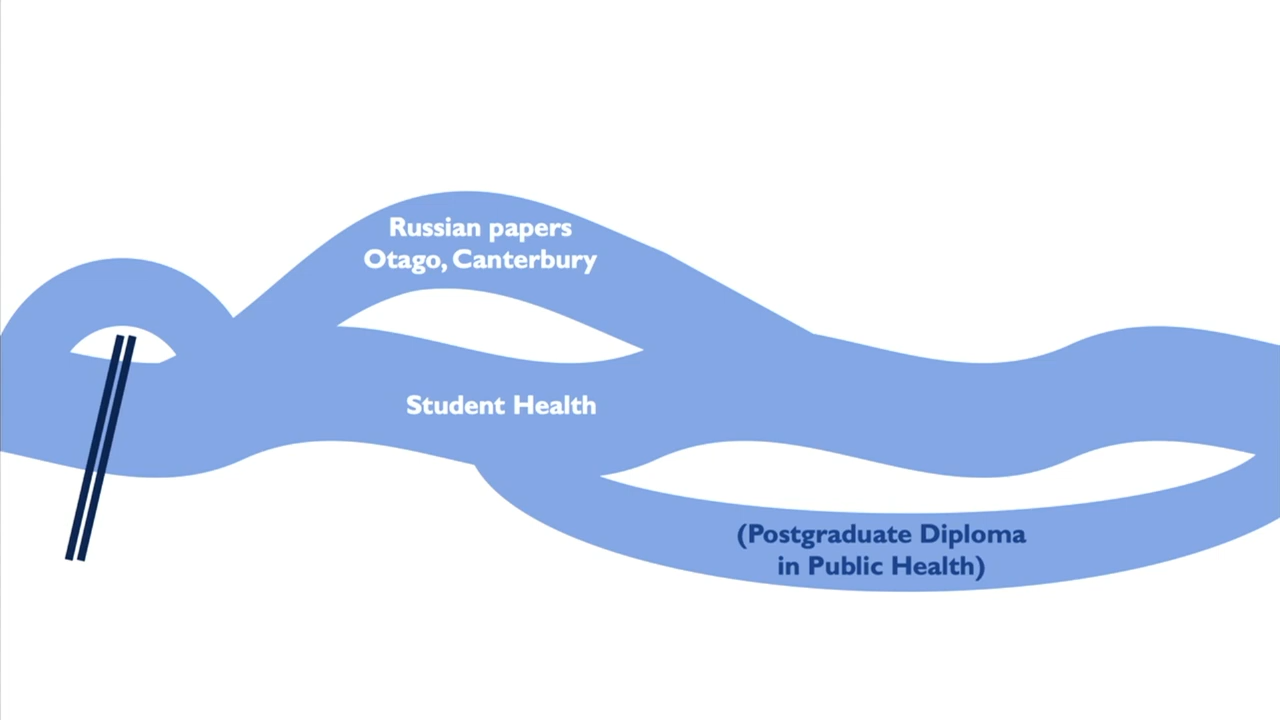 Russian papers
Otago, Canterbury
Student Health
(Postgraduate Diploma
in Public Health)